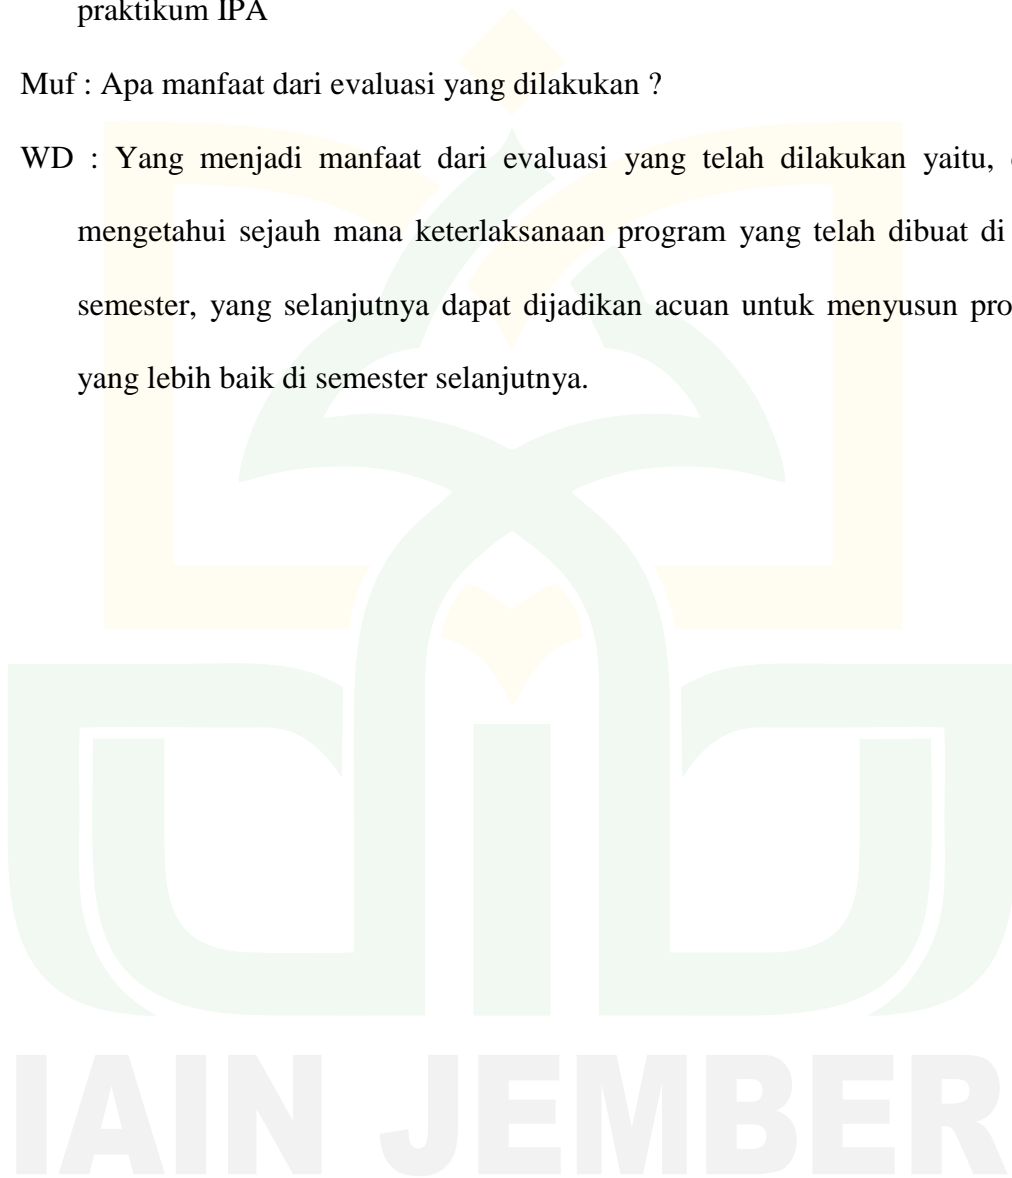 praktikum IPA
Muf : Apa manfaat dari evaluasi yang dilakukan ?
WD : Yang menjadi manfaat dari evaluasi yang telah dilakukan yaitu,
mengetahui sejauh mana keterlaksanaan program yang telah dibuat di
semester, yang selanjutnya dapat dijadikan acuan untuk menyusun pro
yang lebih baik di semester selanjutnya.
IAIN JEMBER